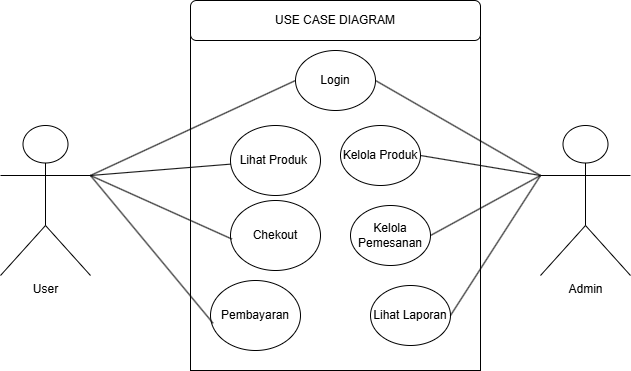 USE CASE DIAGRAM
Login
Lihat Produk
Kelola Produk
Chekout
Kelola
Pemesanan
User
Admin
Pembayaran
Lihat Laporan